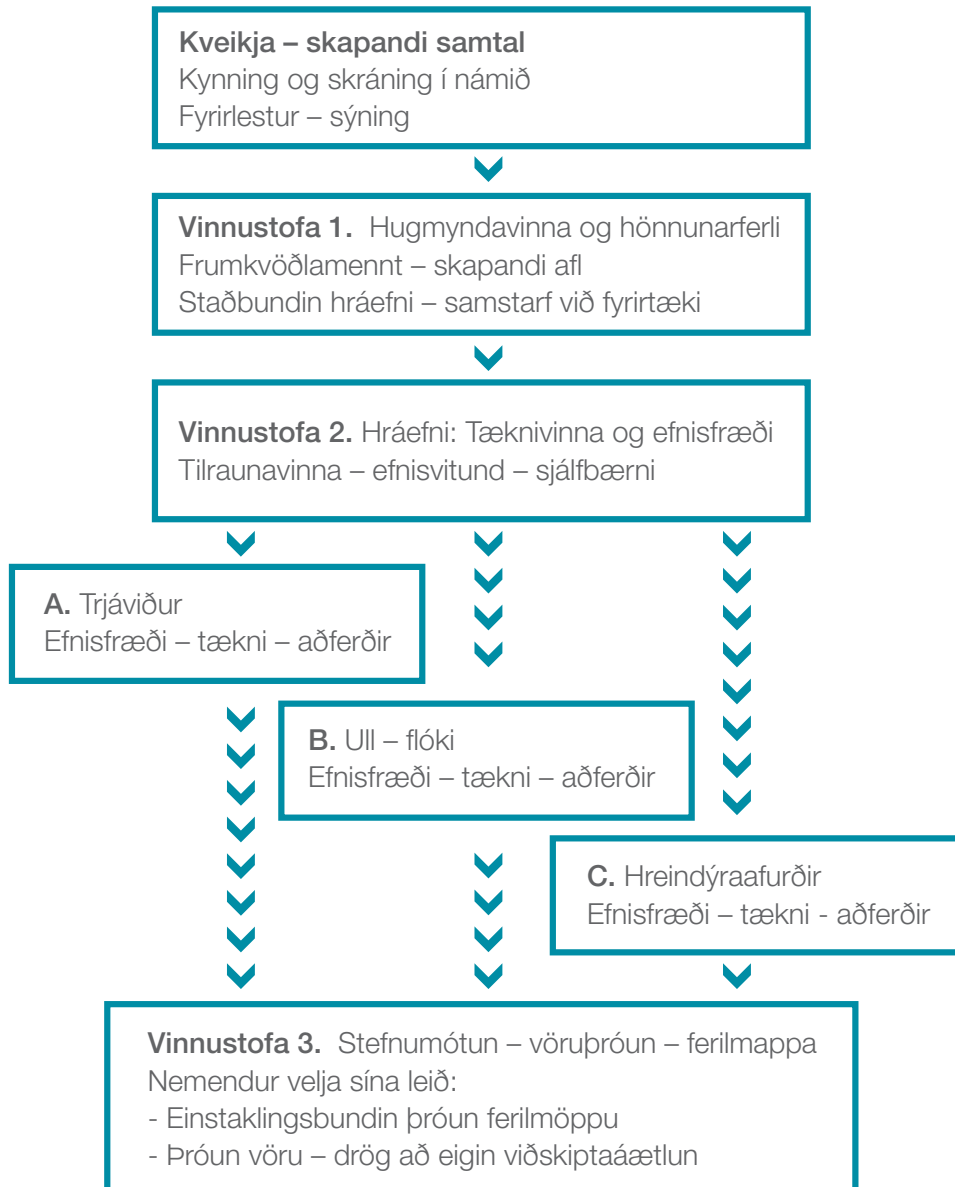 Kveikja – skapandi samtal
Kynning og skráning í námið
Fyrirlestur – sýning
Vinnustofa 1. Hugmyndavinna og hönnunarferli
Frumkvöðlamennt – skapandi afl
Staðbundin hráefni – samstarf við fyrirtæki
Vinnustofa 2. Hráefni: Tæknivinna og efnisfræði
Tilraunavinna – efnisvitund – sjálfbærni
A. Trjáviður
Efnisfræði – tækni – aðferðir
B. Ull – flóki
Efnisfræði – tækni – aðferðir
C. Hreindýraafurðir
Efnisfræði – tækni - aðferðir
Vinnustofa 3. Stefnumótun – vöruþróun – ferilmappa
Nemendur velja sína leið:
- Einstaklingsbundin þróun ferilmöppu
- Þróun vöru – drög að eigin viðskiptaáætlun